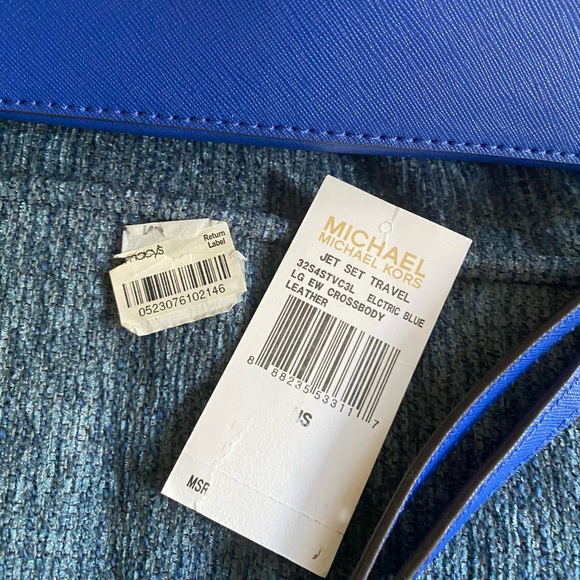 macy's
Return
Label
0523076102146
MICHAEL
MICHAEL KORS
JET SET TRAVEL
32S4STVC3L ELCTRIC BLUE
LG EW CROSSBODY
LEATHER
8 88235 53311 7
NS